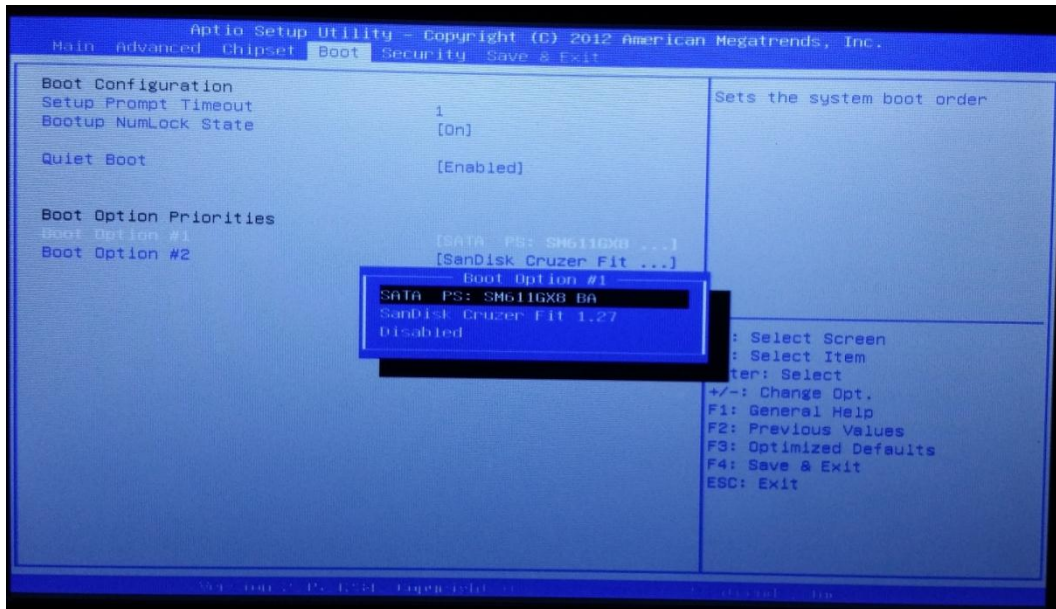 Aptio Setup Utility – Copyright (C) 2012 American Megatrends, Inc.
Main Advanced Chipset Boot Security Save & Exit
Boot Configuration
Setup Prompt Timeout 1
Bootup NumLock State [On]
Quiet Boot [Enabled]
Boot Option Priorities
Boot Option #1 [SATA PS: SM611GX8 ...]
Boot Option #2 [SanDisk Cruzer Fit ...]
Boot Option #1
SATA PS: SM611GX8 BA
SanDisk Cruzer Fit 1.27
Disabled
Sets the system boot order
: Select Screen
: Select Item
ter: Select
+/-: Change Opt.
F1: General Help
F2: Previous Values
F3: Optimized Defaults
F4: Save & Exit
ESC: Exit